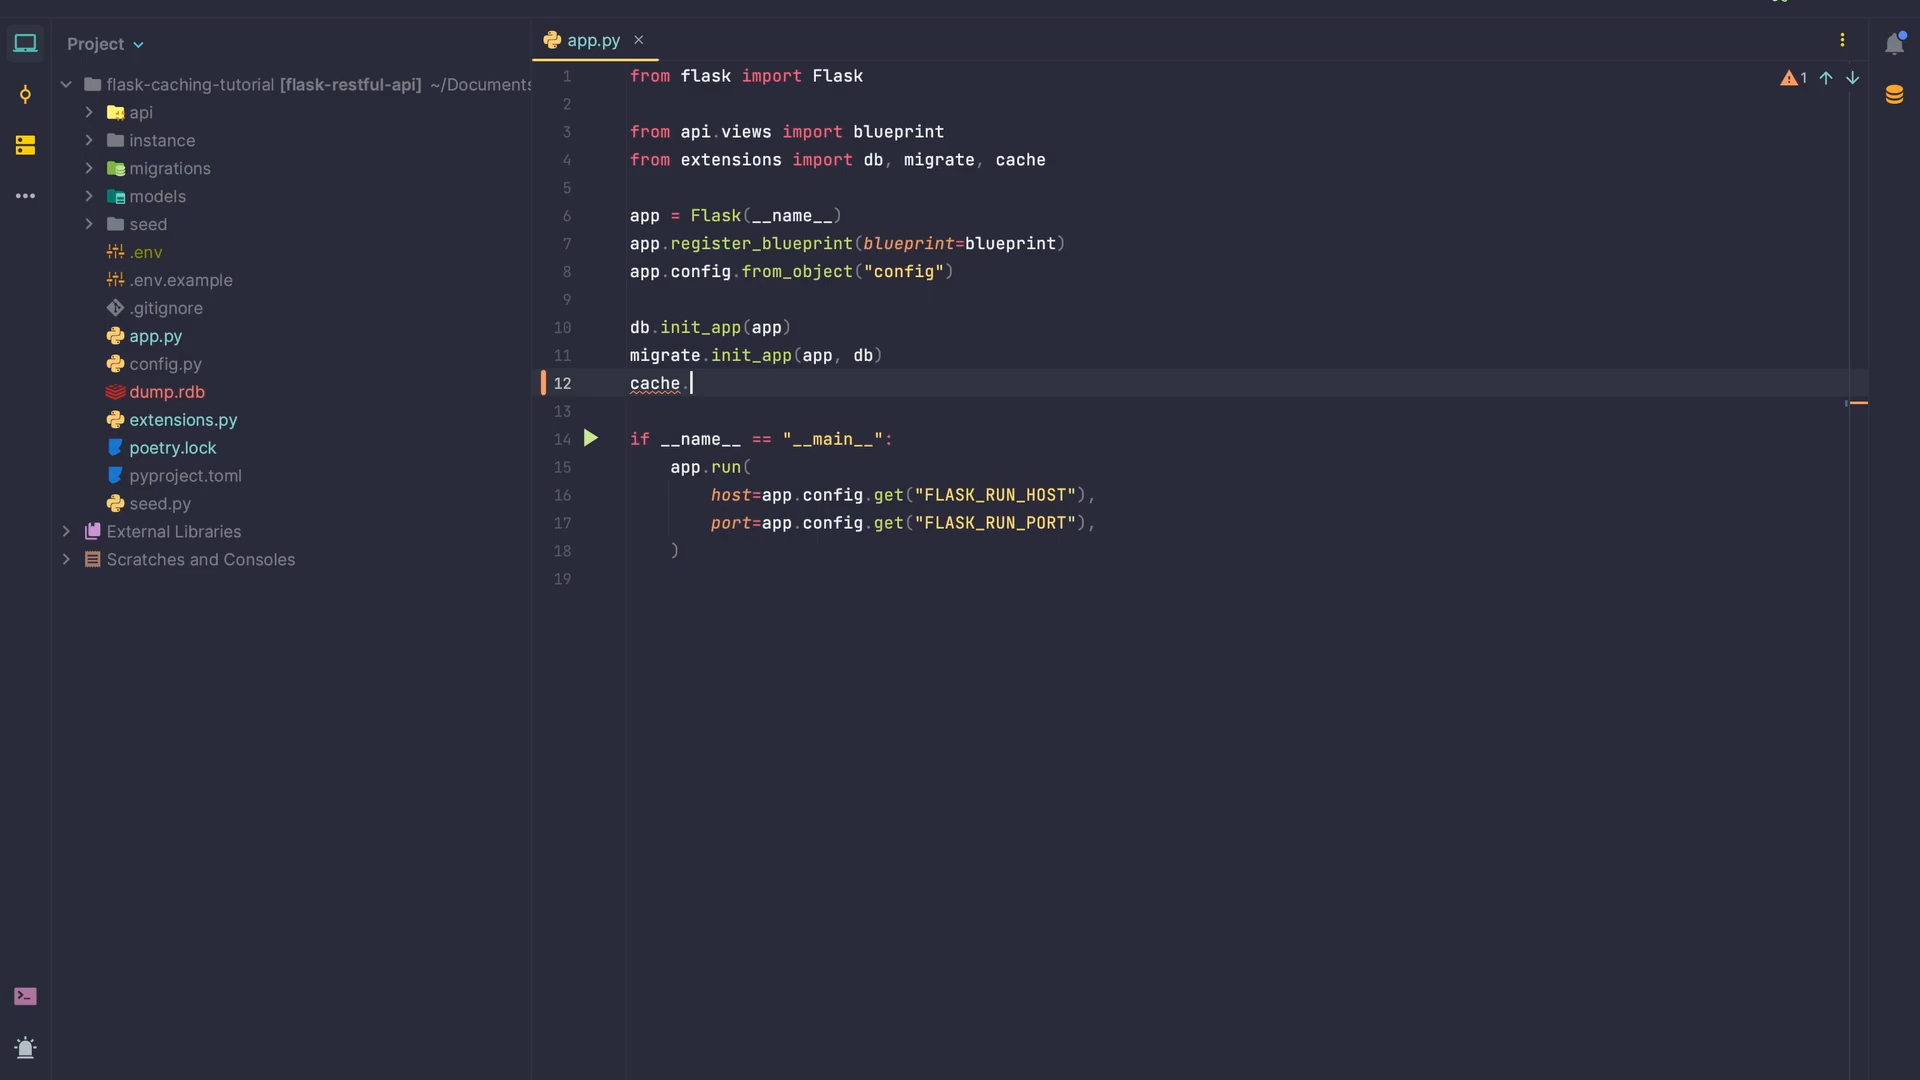 Project
flask-caching-tutorial [flask-restful-api] ~/Documents
api
instance
migrations
models
seed
.env
.env.example
.gitignore
app.py
config.py
dump.rdb
extensions.py
poetry.lock
pyproject.toml
seed.py
External Libraries
Scratches and Consoles
app.py
1
1 from flask import Flask
2
3 from api.views import blueprint
4 from extensions import db, migrate, cache
5
6 app = Flask(__name__)
7 app.register_blueprint(blueprint=blueprint)
8 app.config.from_object("config")
9
10 db.init_app(app)
11 migrate.init_app(app, db)
12 cache.
13
14 if __name__ == "__main__":
15     app.run(
16         host=app.config.get("FLASK_RUN_HOST"),
17         port=app.config.get("FLASK_RUN_PORT"),
18     )
19